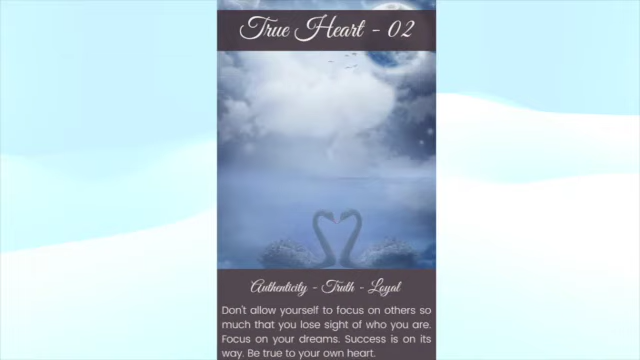 True Heart - 02
Authenticity - Truth - Loyal
Don't allow yourself to focus on others so
much that you lose sight of who you are.
Focus on your dreams. Success is on its
way. Be true to your own heart.